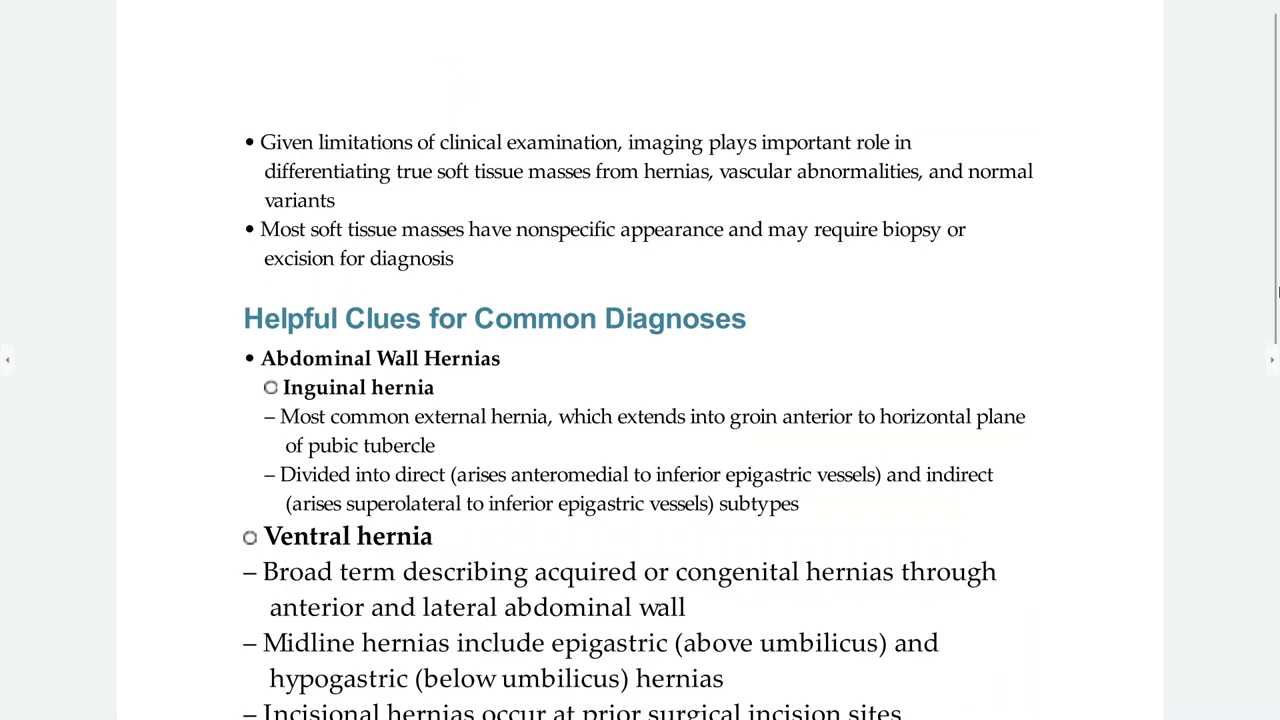 • Given limitations of clinical examination, imaging plays important role in
differentiating true soft tissue masses from hernias, vascular abnormalities, and normal
variants
• Most soft tissue masses have nonspecific appearance and may require biopsy or
excision for diagnosis
Helpful Clues for Common Diagnoses
• Abdominal Wall Hernias
○ Inguinal hernia
– Most common external hernia, which extends into groin anterior to horizontal plane
of pubic tubercle
– Divided into direct (arises anteromedial to inferior epigastric vessels) and indirect
(arises superolateral to inferior epigastric vessels) subtypes
○ Ventral hernia
– Broad term describing acquired or congenital hernias through
anterior and lateral abdominal wall
– Midline hernias include epigastric (above umbilicus) and
hypogastric (below umbilicus) hernias
– Incisional hernias occur at prior surgical incision sites